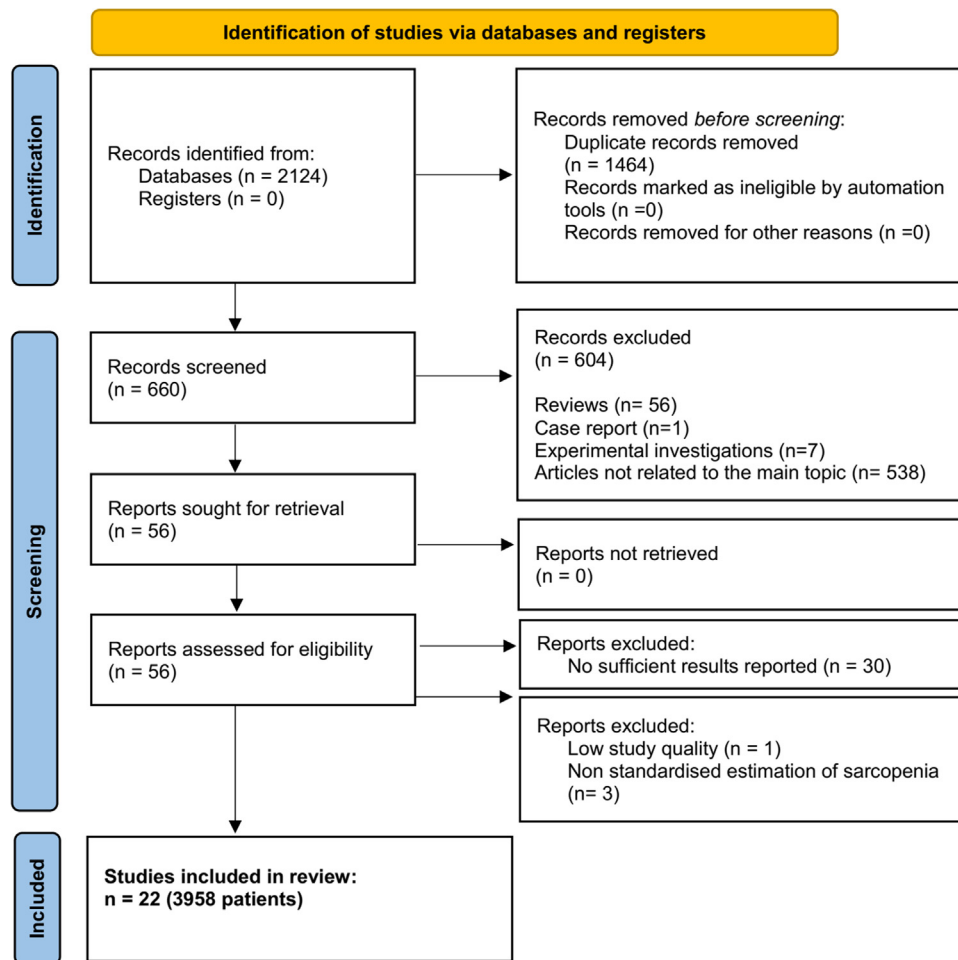 Identification of studies via databases and registers
Identification
Records identified from:
Databases (n = 2124)
Registers (n = 0)
Records removed before screening:
Duplicate records removed
(n = 1464)
Records marked as ineligible by automation
tools (n =0)
Records removed for other reasons (n =0)
Screening
Records screened
(n = 660)
Records excluded
(n = 604)
Reviews (n= 56)
Case report (n=1)
Experimental investigations (n=7)
Articles not related to the main topic (n= 538)
Reports sought for retrieval
(n = 56)
Reports not retrieved
(n = 0)
Reports assessed for eligibility
(n = 56)
Reports excluded:
No sufficient results reported (n = 30)
Reports excluded:
Low study quality (n = 1)
Non standardised estimation of sarcopenia
(n= 3)
Included
Studies included in review:
n = 22 (3958 patients)